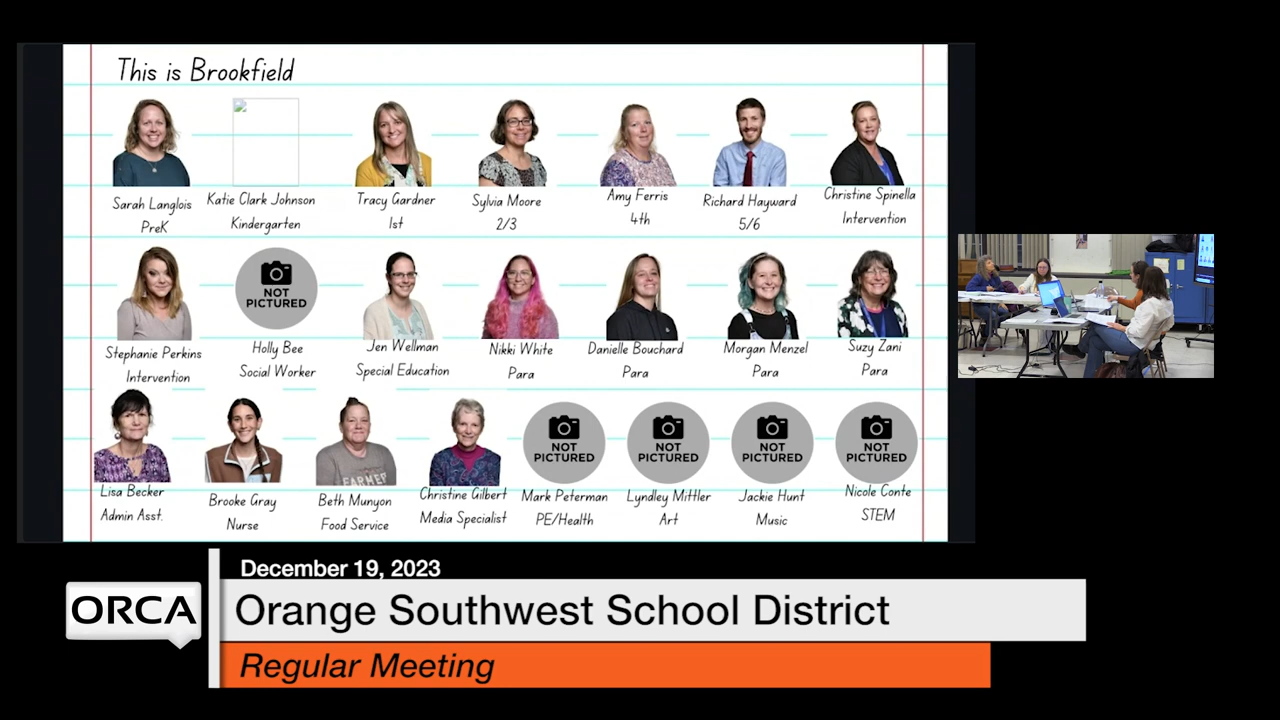 This is Brookfield
Sarah Langlois
PreK
Katie Clark Johnson
Kindergarten
Tracy Gardner
1st
Sylvia Moore
2/3
Amy Ferris
4th
Richard Hayward
5/6
Christine Spinella
Intervention
Stephanie Perkins
Intervention
NOT
PICTURED
Holly Bee
Social Worker
Jen Wellman
Special Education
Nikki White
Para
Danielle Bouchard
Para
Morgan Menzel
Para
Suzy Zani
Para
Lisa Becker
Admin Asst.
Brooke Gray
Nurse
FARMER
Beth Munyon
Food Service
Christine Gilbert
Media Specialist
NOT
PICTURED
Mark Peterman
PE/Health
NOT
PICTURED
Lyndley Mittler
Art
NOT
PICTURED
Jackie Hunt
Music
NOT
PICTURED
Nicole Conte
STEM
December 19, 2023
ORCA
Orange Southwest School District
Regular Meeting